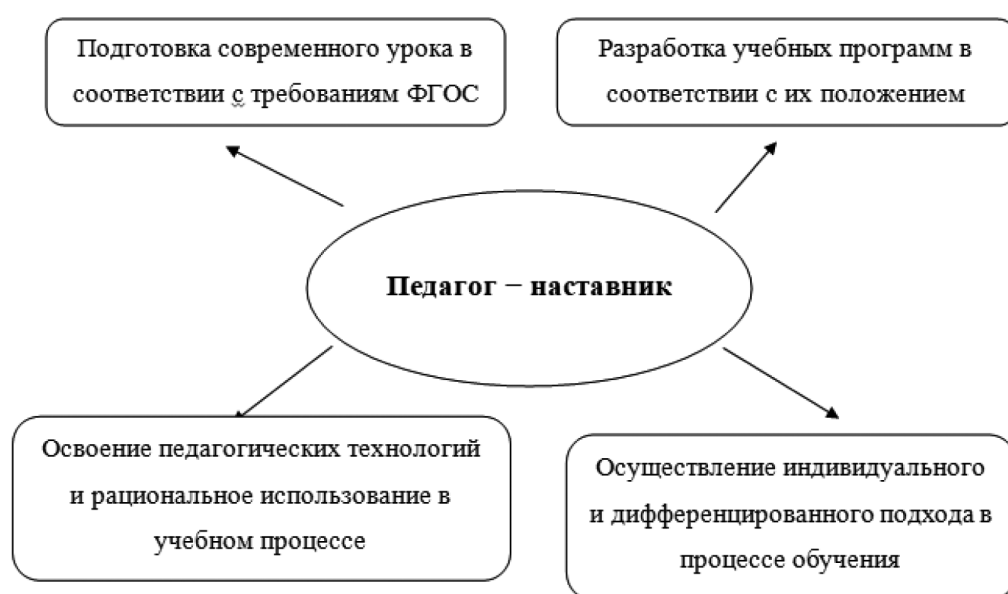 Подготовка современного урока в
соответствии с требованиям ФГОС
Разработка учебных программ в
соответствии с их положением
Педагог – наставник
Освоение педагогических технологий
и рациональное использование в
учебном процессе
Осуществление индивидуального
и дифференцированного подхода в
процессе обучения